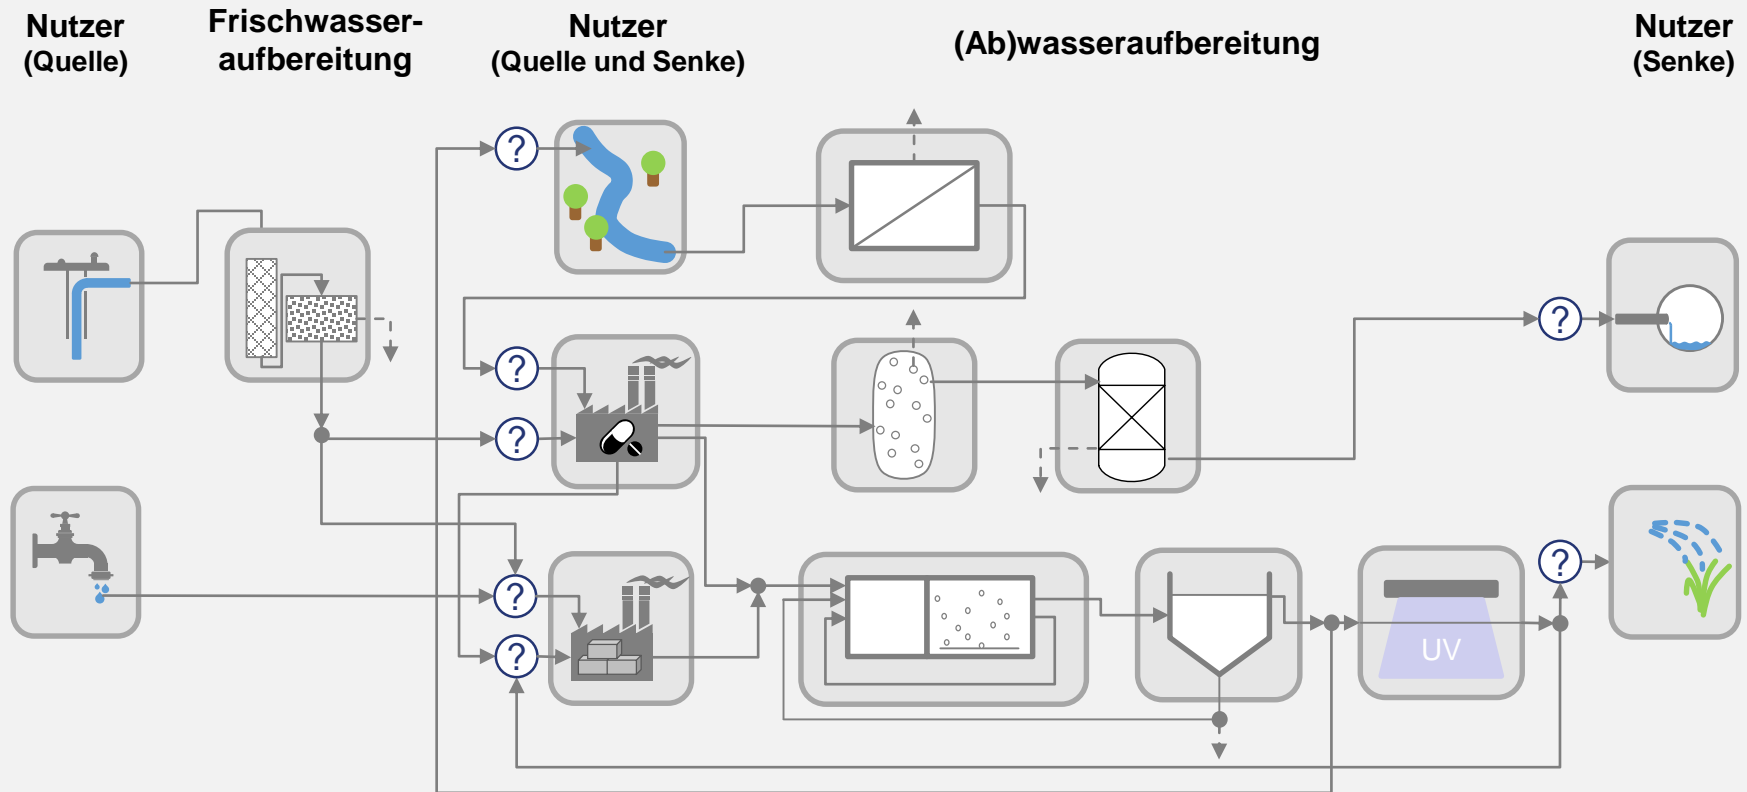 Nutzer
(Quelle)
Frischwasser-
aufbereitung
Nutzer
(Quelle und Senke)
(Ab)wasseraufbereitung
Nutzer
(Senke)
?
?
?
?
?
?
?
UV